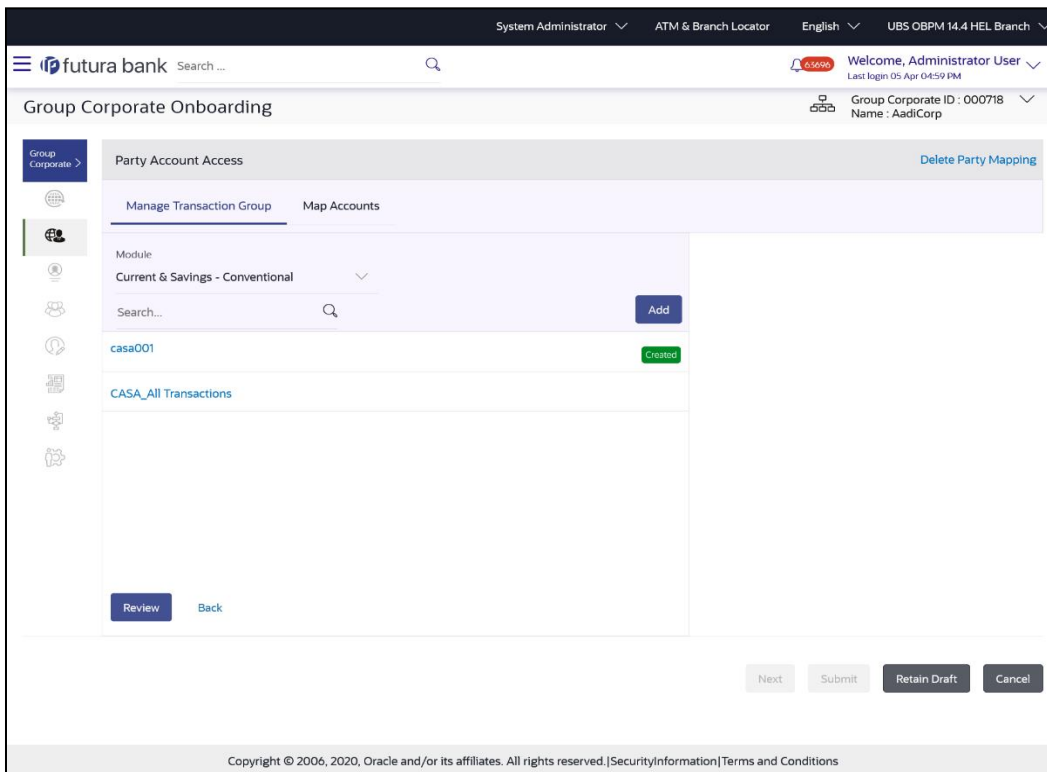 System Administrator ATM & Branch Locator English UBS OBPM 14.4 HEL Branch
futura bank Search ... 65696 Welcome, Administrator User
Last login 05 Apr 04:59 PM
Group Corporate Onboarding Group Corporate ID : 000718
Name : AadiCorp
Group
Corporate >
Party Account Access Delete Party Mapping
Manage Transaction Group Map Accounts
Module
Current & Savings - Conventional
Search... Add
casa001 Created
CASA_All Transactions
Review Back
Next Submit Retain Draft Cancel
Copyright © 2006, 2020, Oracle and/or its affiliates. All rights reserved.|SecurityInformation|Terms and Conditions